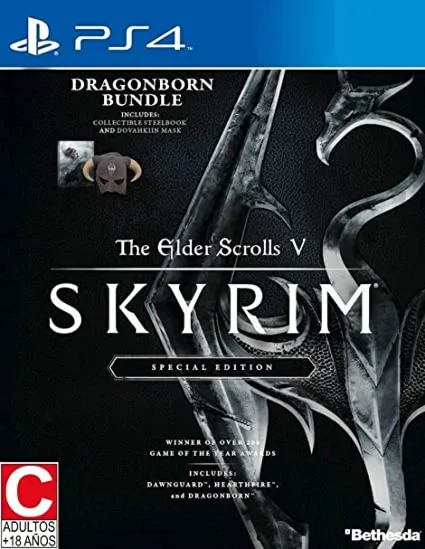 PS4
DRAGONBORN
BUNDLE
INCLUDES:
COLLECTIBLE STEELBOOK
AND DOVAHKIIN MASK
The Elder Scrolls V
SKYRIM
SPECIAL EDITION
WINNER OF OVER 200
GAME OF THE YEAR AWARDS
INCLUDES:
DAWNGUARD™, HEARTHFIRE™,
and DRAGONBORN™
C
ADULTOS
+18 AÑOS
Bethesda